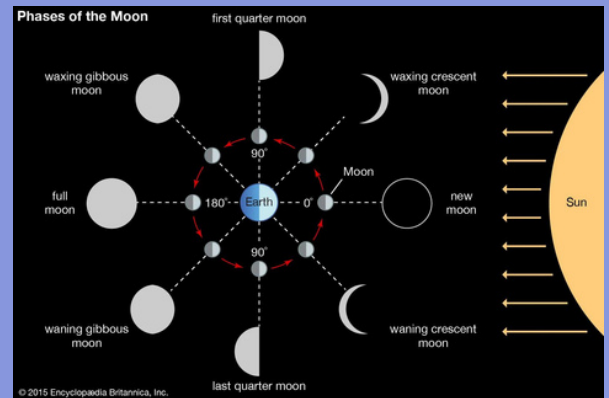 Phases of the Moon
first quarter moon
waxing gibbous
moon
waxing crescent
moon
90°
Moon
full
moon
180°
Earth
0°
new
moon
Sun
90°
waning gibbous
moon
waning crescent
moon
last quarter moon
© 2015 Encyclopædia Britannica, Inc.